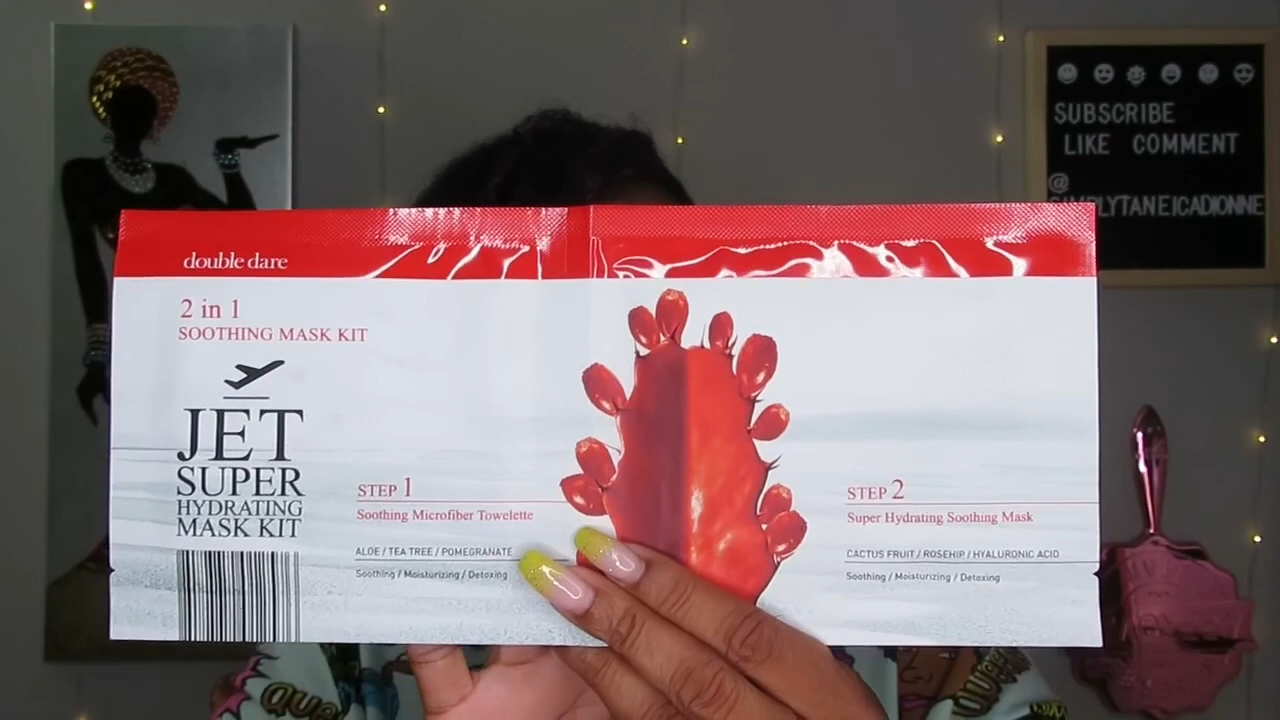 SUBSCRIBE
LIKE COMMENT
@
SIMPLYTANEICADIONNE
double dare
2 in 1
SOOTHING MASK KIT
JET
SUPER
HYDRATING
MASK KIT
STEP 1
Soothing Microfiber Towelette
ALOE / TEA TREE / POMEGRANATE
Soothing / Moisturizing / Detoxing
STEP 2
Super Hydrating Soothing Mask
CACTUS FRUIT / ROSEHIP / HYALURONIC ACID
Soothing / Moisturizing / Detoxing